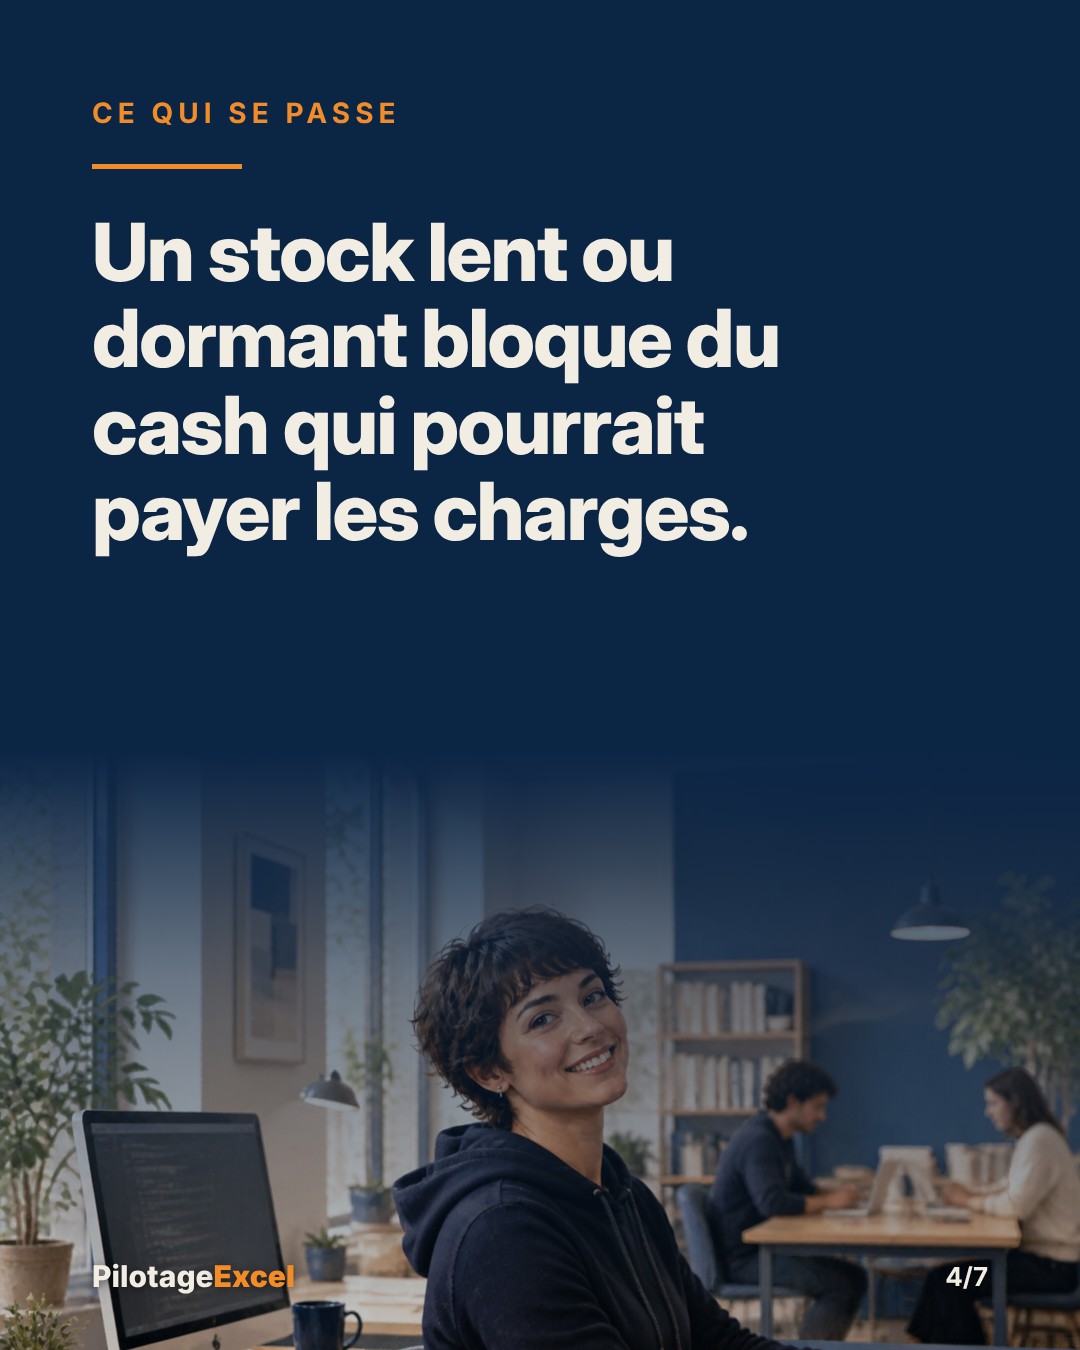 CE QUI SE PASSE
Un stock lent ou
dormant bloque du
cash qui pourrait
payer les charges.
PilotageExcel
4/7